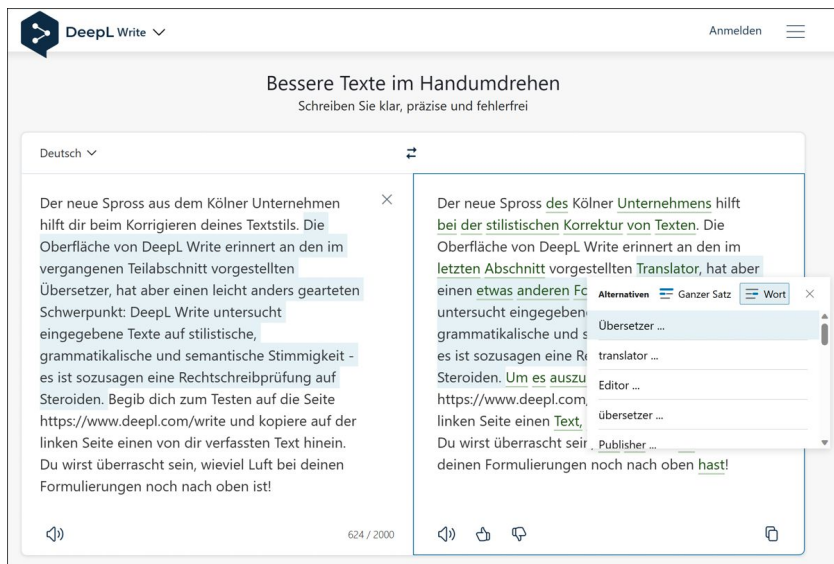 DeepL Write
Anmelden
Bessere Texte im Handumdrehen
Schreiben Sie klar, präzise und fehlerfrei
Deutsch
Der neue Spross aus dem Kölner Unternehmen
hilft dir beim Korrigieren deines Textstils. Die
Oberfläche von DeepL Write erinnert an den im
vergangenen Teilabschnitt vorgestellten
Übersetzer, hat aber einen leicht anders gearteten
Schwerpunkt: DeepL Write untersucht
eingegebene Texte auf stilistische,
grammatikalische und semantische Stimmigkeit -
es ist sozusagen eine Rechtschreibprüfung auf
Steroiden. Begib dich zum Testen auf die Seite
https://www.deepl.com/write und kopiere auf der
linken Seite einen von dir verfassten Text hinein.
Du wirst überrascht sein, wieviel Luft bei deinen
Formulierungen noch nach oben ist!
624 / 2000
Der neue Spross des Kölner Unternehmens hilft
bei der stilistischen Korrektur von Texten. Die
Oberfläche von DeepL Write erinnert an den im
letzten Abschnitt vorgestellten Translator, hat aber
einen etwas anderen
untersucht
grammatikalische und
es ist sozusagen eine
Steroiden. Um es
https://www.deepl.com
linken Seite einen Text,
Du wirst überrascht
deinen Formulierungen noch nach oben hast!
Alternativen Ganzer Satz Wort
Übersetzer ...
translator ...
Editor ...
übersetzer ...
Publisher ...